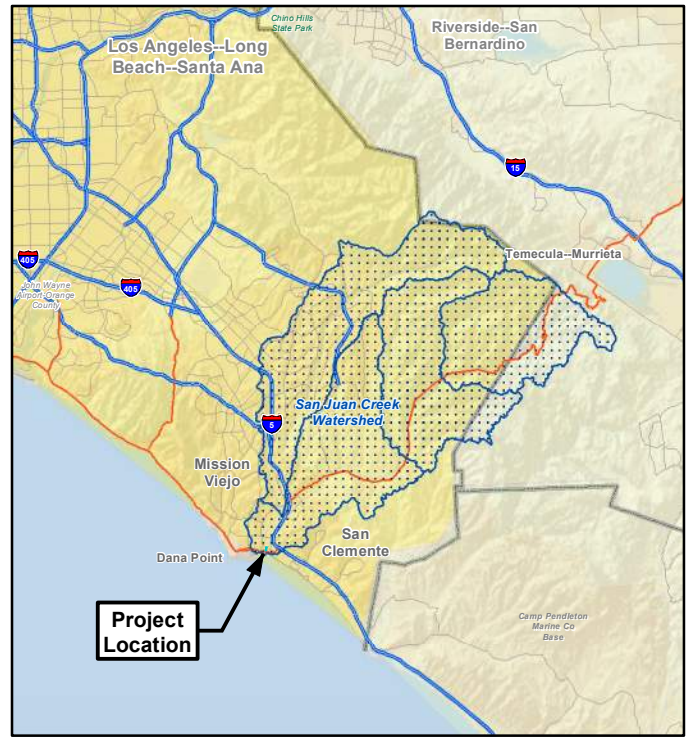 Chino Hills
State Park
Los Angeles--Long
Beach--Santa Ana
Riverside--San
Bernardino
15
Temecula--Murrieta
405
405
John Wayne
Airport-Orange
County
San Juan Creek
Watershed
5
Mission
Viejo
San
Clemente
Dana Point
Project
Location
Camp Pendleton
Marine Co
Base